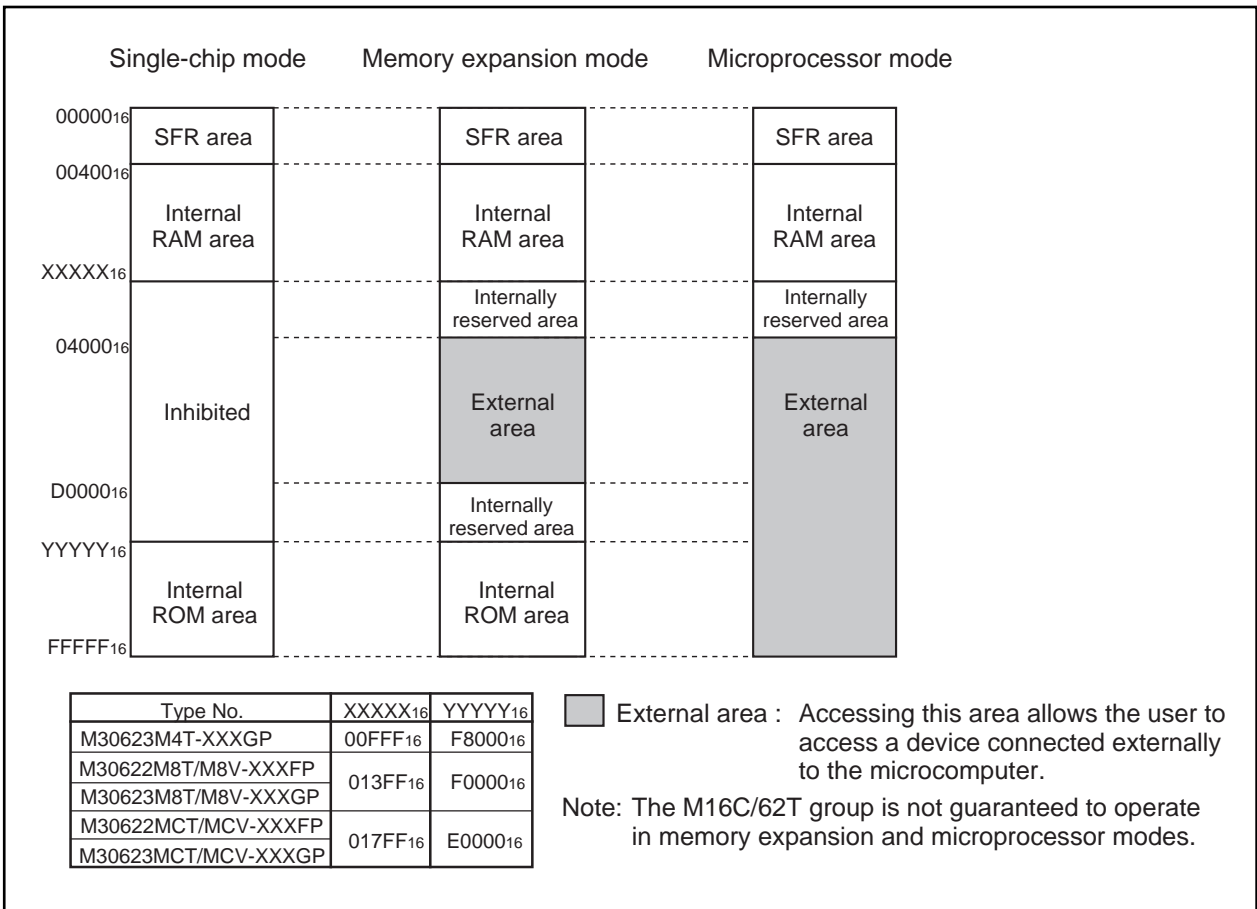 Single-chip mode Memory expansion mode Microprocessor mode
0000016
SFR area SFR area SFR area
0040016
Internal RAM area Internal RAM area Internal RAM area
XXXXX16
Internally reserved area Internally reserved area
0400016
Inhibited External area External area
D000016
Internally reserved area
YYYYY16
Internal ROM area Internal ROM area
FFFFF16
Type No. XXXXX16 YYYYY16
M30623M4T-XXXGP 00FFF16 F800016
M30622M8T/M8V-XXXFP
013FF16 F000016
M30623M8T/M8V-XXXGP
M30622MCT/MCV-XXXFP
017FF16 E000016
M30623MCT/MCV-XXXGP
External area : Accessing this area allows the user to
access a device connected externally
to the microcomputer.
Note: The M16C/62T group is not guaranteed to operate
in memory expansion and microprocessor modes.